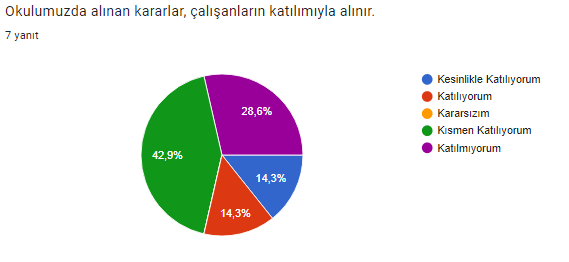 Okulumuzda alınan kararlar, çalışanların katılımıyla alınır.
7 yanıt
Kesinlikle Katılıyorum
Katılıyorum
Kararsızım
Kısmen Katılıyorum
Katılmıyorum
28,6%
42,9%
14,3%
14,3%